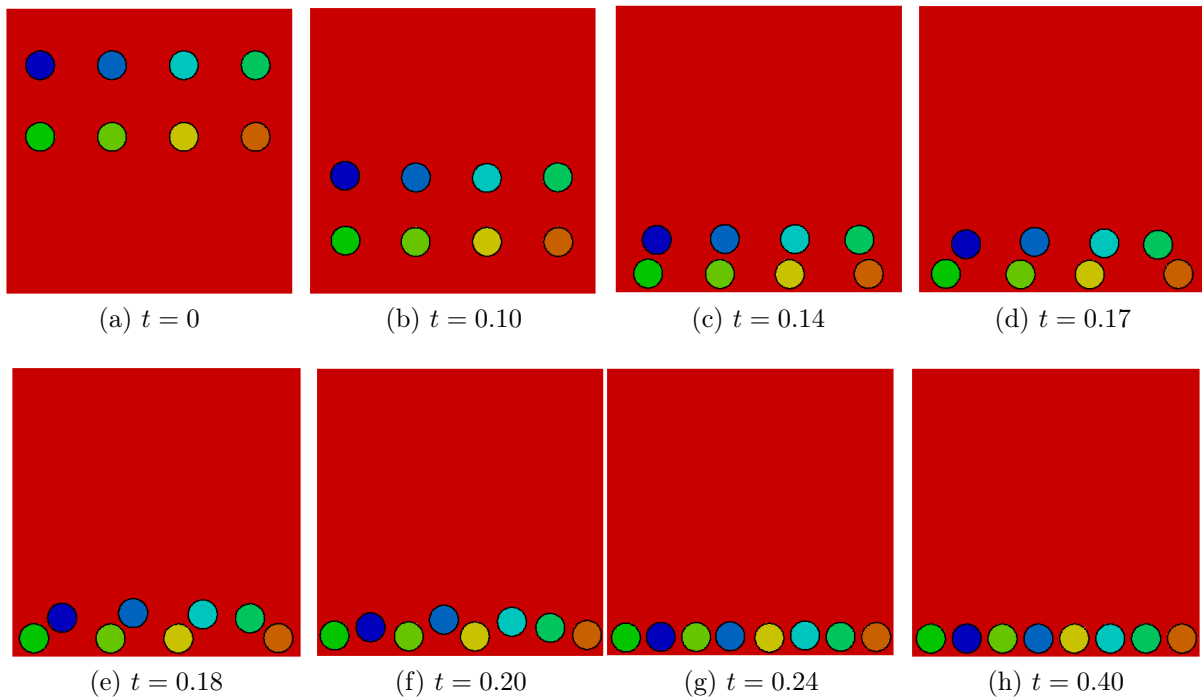 (a) t = 0
(b) t = 0.10
(c) t = 0.14
(d) t = 0.17
(e) t = 0.18
(f) t = 0.20
(g) t = 0.24
(h) t = 0.40